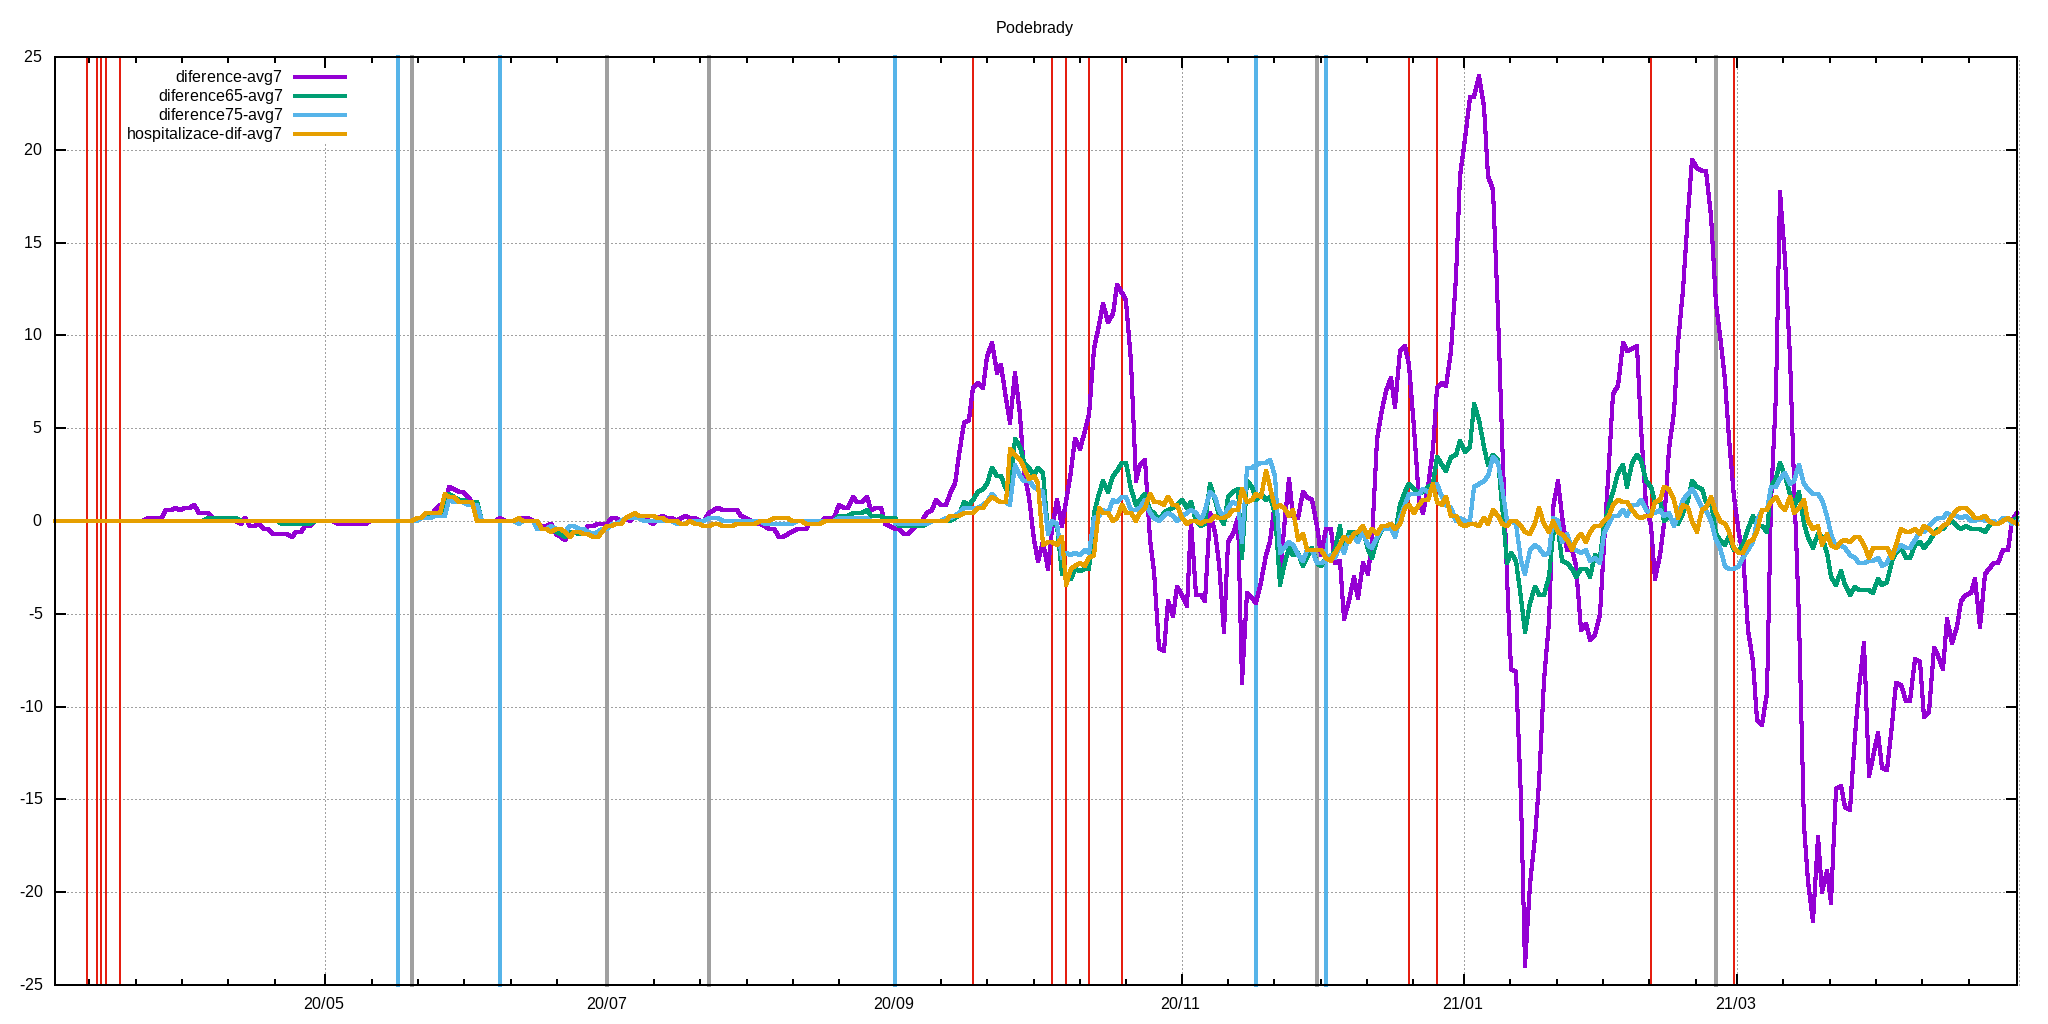 Podebrady
25
20
15
10
5
0
-5
-10
-15
-20
-25
diference-avg7
diference65-avg7
diference75-avg7
hospitalizace-dif-avg7
20/05 20/07 20/09 20/11 21/01 21/03